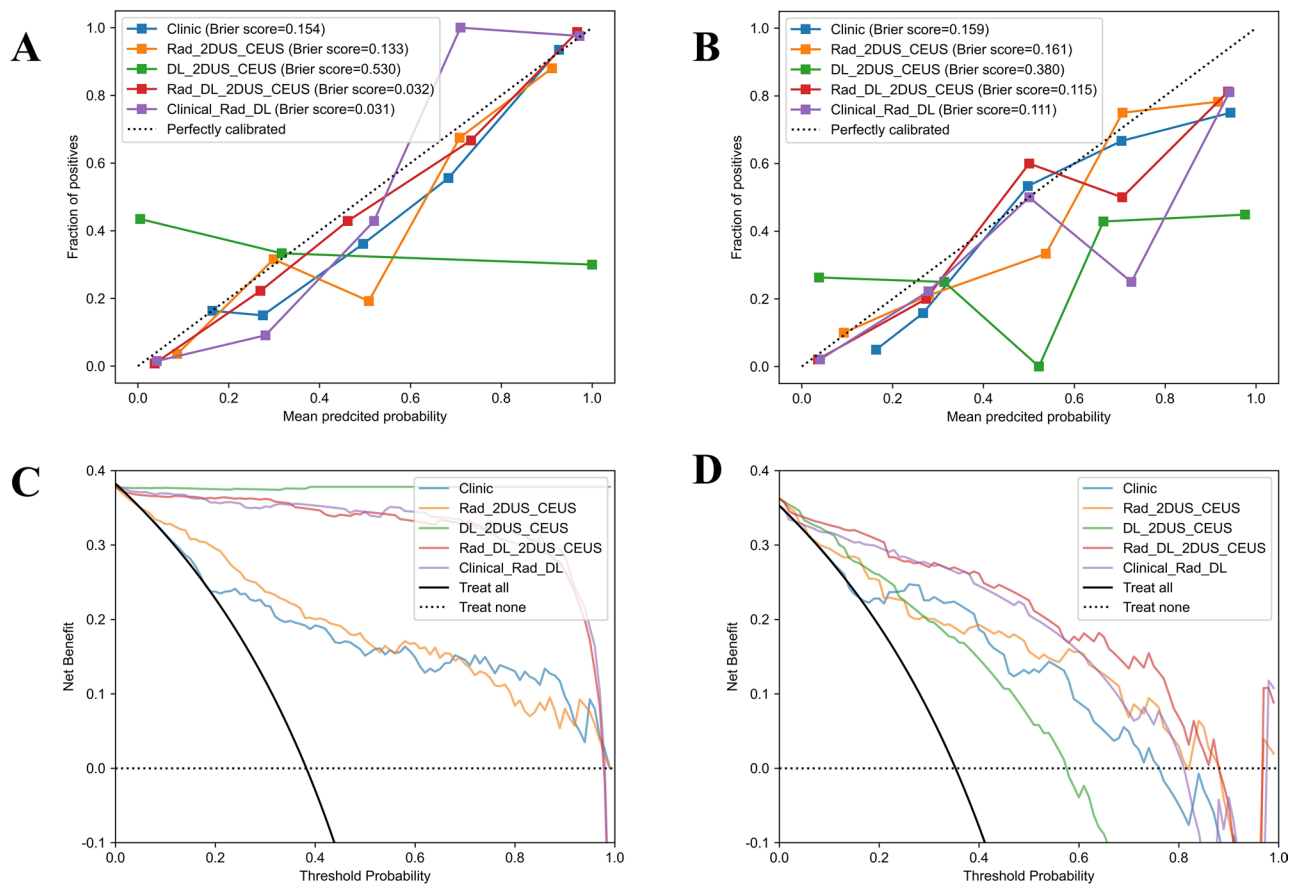 A
Clinic (Brier score=0.154)
Rad_2DUS_CEUS (Brier score=0.133)
DL_2DUS_CEUS (Brier score=0.530)
Rad_DL_2DUS_CEUS (Brier score=0.032)
Clinical_Rad_DL (Brier score=0.031)
Perfectly calibrated
Fraction of positives
1.0
0.8
0.6
0.4
0.2
0.0
0.0 0.2 0.4 0.6 0.8 1.0
Mean predcited probability
B
Clinic (Brier score=0.159)
Rad_2DUS_CEUS (Brier score=0.161)
DL_2DUS_CEUS (Brier score=0.380)
Rad_DL_2DUS_CEUS (Brier score=0.115)
Clinical_Rad_DL (Brier score=0.111)
Perfectly calibrated
Fraction of positives
1.0
0.8
0.6
0.4
0.2
0.0
0.0 0.2 0.4 0.6 0.8 1.0
Mean predcited probability
C
Clinic
Rad_2DUS_CEUS
DL_2DUS_CEUS
Rad_DL_2DUS_CEUS
Clinical_Rad_DL
Treat all
Treat none
Net Benefit
0.4
0.3
0.2
0.1
0.0
-0.1
0.0 0.2 0.4 0.6 0.8 1.0
Threshold Probability
D
Clinic
Rad_2DUS_CEUS
DL_2DUS_CEUS
Rad_DL_2DUS_CEUS
Clinical_Rad_DL
Treat all
Treat none
Net Benefit
0.4
0.3
0.2
0.1
0.0
-0.1
0.0 0.2 0.4 0.6 0.8 1.0
Threshold Probability